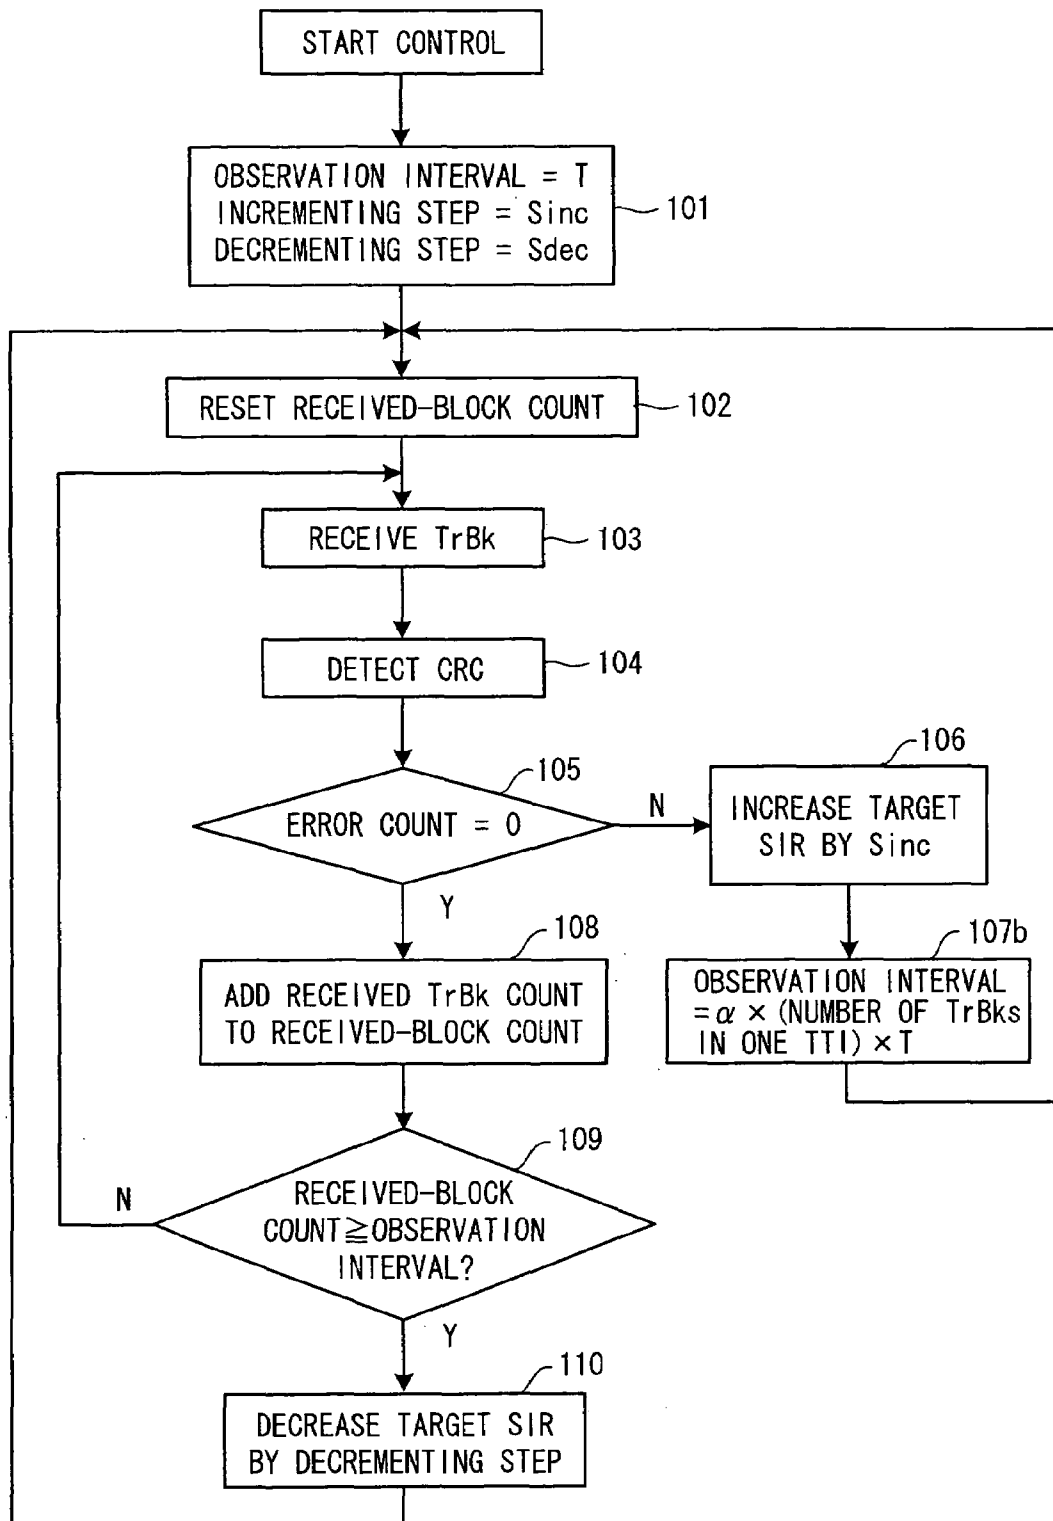 START CONTROL
OBSERVATION INTERVAL = T
INCREMENTING STEP = Sinc
DECREMENTING STEP = Sdec
101
RESET RECEIVED-BLOCK COUNT
102
RECEIVE TrBk
103
DETECT CRC
104
105
ERROR COUNT = 0
N
Y
106
INCREASE TARGET
SIR BY Sinc
107b
OBSERVATION INTERVAL
=α × (NUMBER OF TrBks
IN ONE TTI) × T
108
ADD RECEIVED TrBk COUNT
TO RECEIVED-BLOCK COUNT
109
RECEIVED-BLOCK
COUNT≧OBSERVATION
INTERVAL?
N
Y
110
DECREASE TARGET SIR
BY DECREMENTING STEP